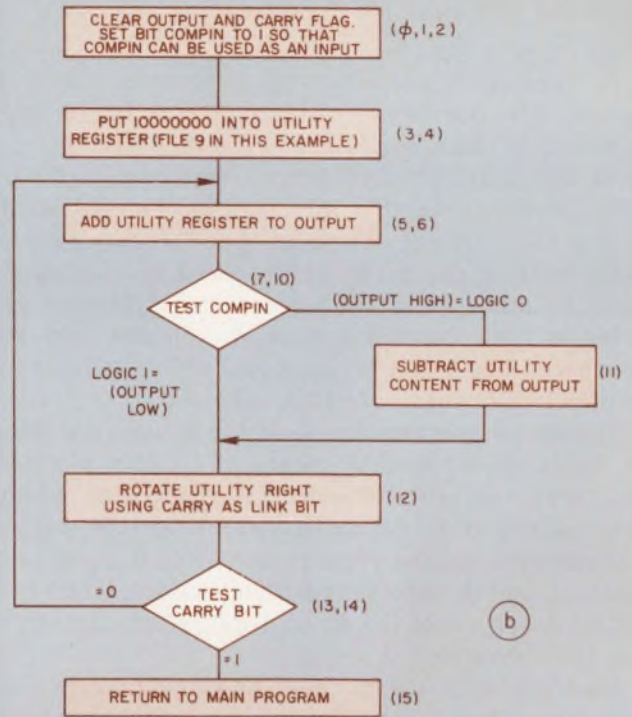 CLEAR OUTPUT AND CARRY FLAG.
SET BIT COMPIN TO 1 SO THAT
COMPIN CAN BE USED AS AN INPUT
(ϕ,1,2)
PUT 10000000 INTO UTILITY
REGISTER (FILE 9 IN THIS EXAMPLE)
(3,4)
ADD UTILITY REGISTER TO OUTPUT
(5,6)
(7,10)
TEST COMPIN
(OUTPUT HIGH) = LOGIC 0
LOGIC 1 =
(OUTPUT
LOW)
SUBTRACT UTILITY
CONTENT FROM OUTPUT
(11)
ROTATE UTILITY RIGHT
USING CARRY AS LINK BIT
(12)
=0
TEST
CARRY BIT
(13,14)
b
=1
RETURN TO MAIN PROGRAM
(15)